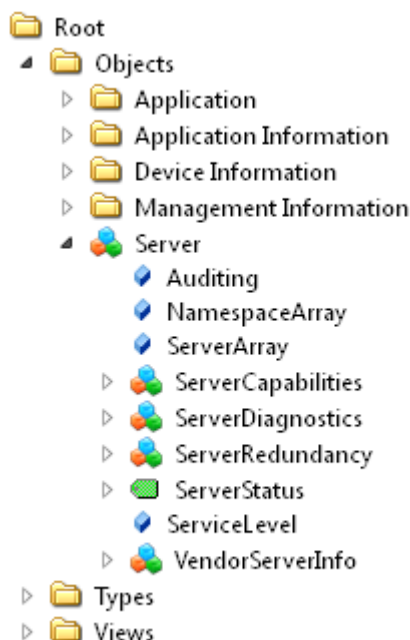 Root
Objects
Application
Application Information
Device Information
Management Information
Server
Auditing
NamespaceArray
ServerArray
ServerCapabilities
ServerDiagnostics
ServerRedundancy
ServerStatus
ServiceLevel
VendorServerInfo
Types
Views